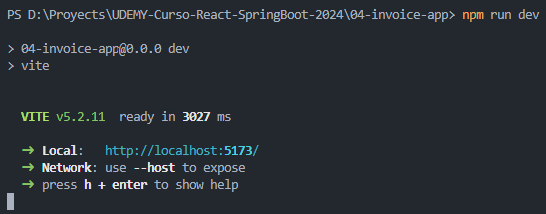 PS D:\Proyects\UDEMY-Curso-React-SpringBoot-2024\04-invoice-app> npm run dev
> 04-invoice-app@0.0.0 dev
> vite
VITE v5.2.11  ready in 3027 ms
➜ Local:   http://localhost:5173/
➜ Network: use --host to expose
➜ press h + enter to show help